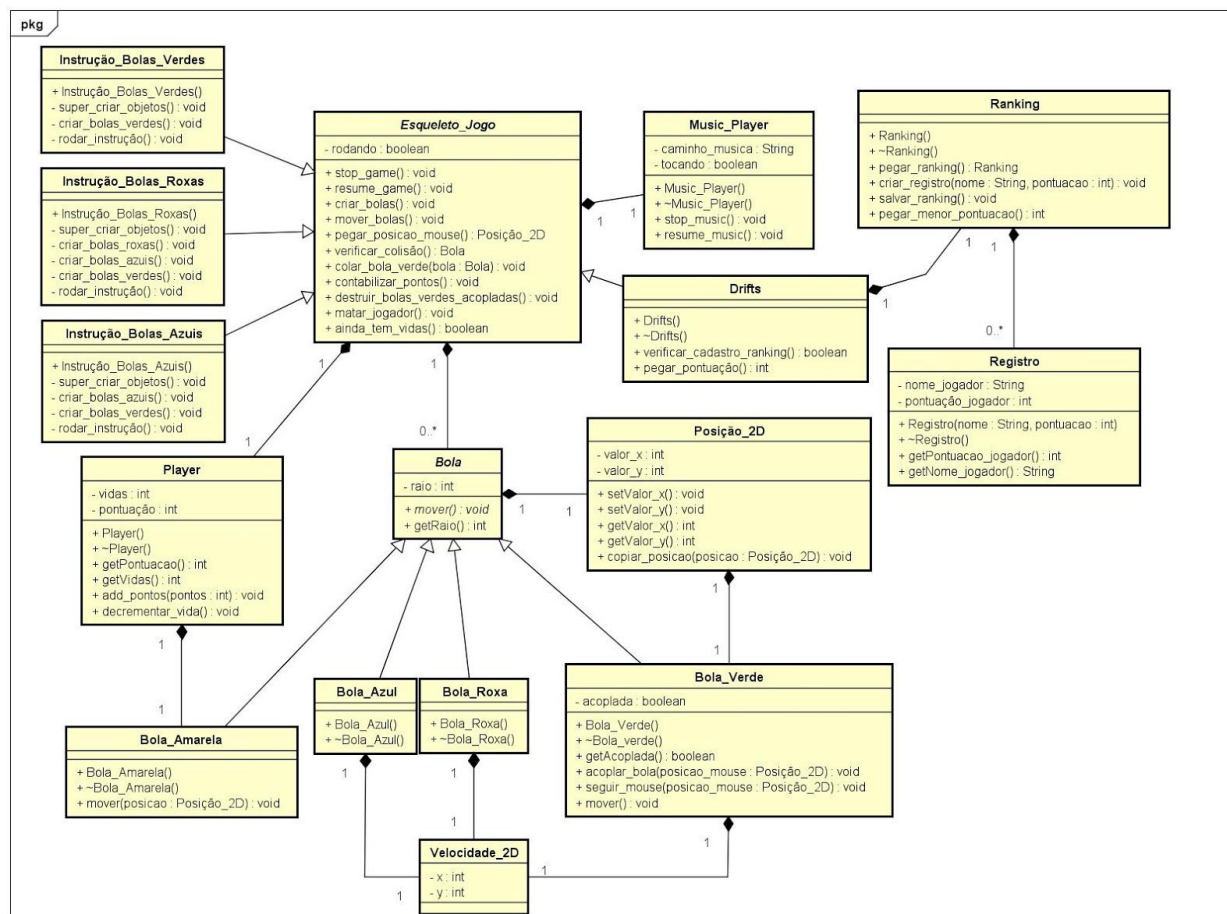 pkg
Instrução_Bolas_Verdes
+ Instrução_Bolas_Verdes()
- super_criar_objetos() : void
- criar_bolas_verdes() : void
- rodar_instrução() : void
Instrução_Bolas_Roxas
+ Instrução_Bolas_Roxas()
- super_criar_objetos() : void
- criar_bolas_roxas() : void
- criar_bolas_azuis() : void
- criar_bolas_verdes() : void
- rodar_instrução() : void
Instrução_Bolas_Azuis
+ Instrução_Bolas_Azuis()
- super_criar_objetos() : void
- criar_bolas_azuis() : void
- criar_bolas_verdes() : void
- rodar_instrução() : void
Esqueleto_Jogo
- rodando : boolean
+ stop_game() : void
+ resume_game() : void
+ criar_bolas() : void
+ mover_bolas() : void
+ pegar_posicao_mouse() : Posição_2D
+ verificar_colisão() : Bola
+ colar_bola_verde(bola : Bola) : void
+ contabilizar_pontos() : void
+ destruir_bolas_verdes_acopladas() : void
+ matar_jogador() : void
+ ainda_tem_vidas() : boolean
1
1
Music_Player
- caminho_musica : String
- tocando : boolean
+ Music_Player()
+ ~Music_Player()
+ stop_music() : void
+ resume_music() : void
Ranking
+ Ranking()
+ ~Ranking()
+ pegar_ranking() : Ranking
+ criar_registro(nome : String, pontuacao : int) : void
+ salvar_ranking() : void
+ pegar_menor_pontuacao() : int
1
1
Drifts
+ Drifts()
+ ~Drifts()
+ verificar_cadastro_ranking() : boolean
+ pegar_pontuação() : int
1
0..*
Registro
- nome_jogador : String
- pontuação_jogador : int
+ Registro(nome : String, pontuacao : int)
+ ~Registro()
+ getPontuacao_jogador() : int
+ getNome_jogador() : String
1
1
1
0..*
Player
- vidas : int
- pontuação : int
+ Player()
+ ~Player()
+ getPontuacao() : int
+ getVidas() : int
+ add_pontos(pontos : int) : void
+ decrementar_vida() : void
Bola
- raio : int
+ mover() : void
+ getRaio() : int
1
1
Posição_2D
- valor_x : int
- valor_y : int
+ setValor_x() : void
+ setValor_y() : void
+ getValor_x() : int
+ getValor_y() : int
+ copiar_posicao(posicao : Posição_2D) : void
1
1
1
1
Bola_Amarela
+ Bola_Amarela()
+ ~Bola_Amarela()
+ mover(posicao : Posição_2D) : void
Bola_Azul
+ Bola_Azul()
+ ~Bola_Azul()
Bola_Roxa
+ Bola_Roxa()
+ ~Bola_Roxa()
Bola_Verde
- acoplada : boolean
+ Bola_Verde()
+ ~Bola_verde()
+ getAcoplada() : boolean
+ acoplar_bola(posicao_mouse : Posição_2D) : void
+ seguir_mouse(posicao_mouse : Posição_2D) : void
+ mover() : void
1
1
1
1
1
1
Velocidade_2D
- x : int
- y : int